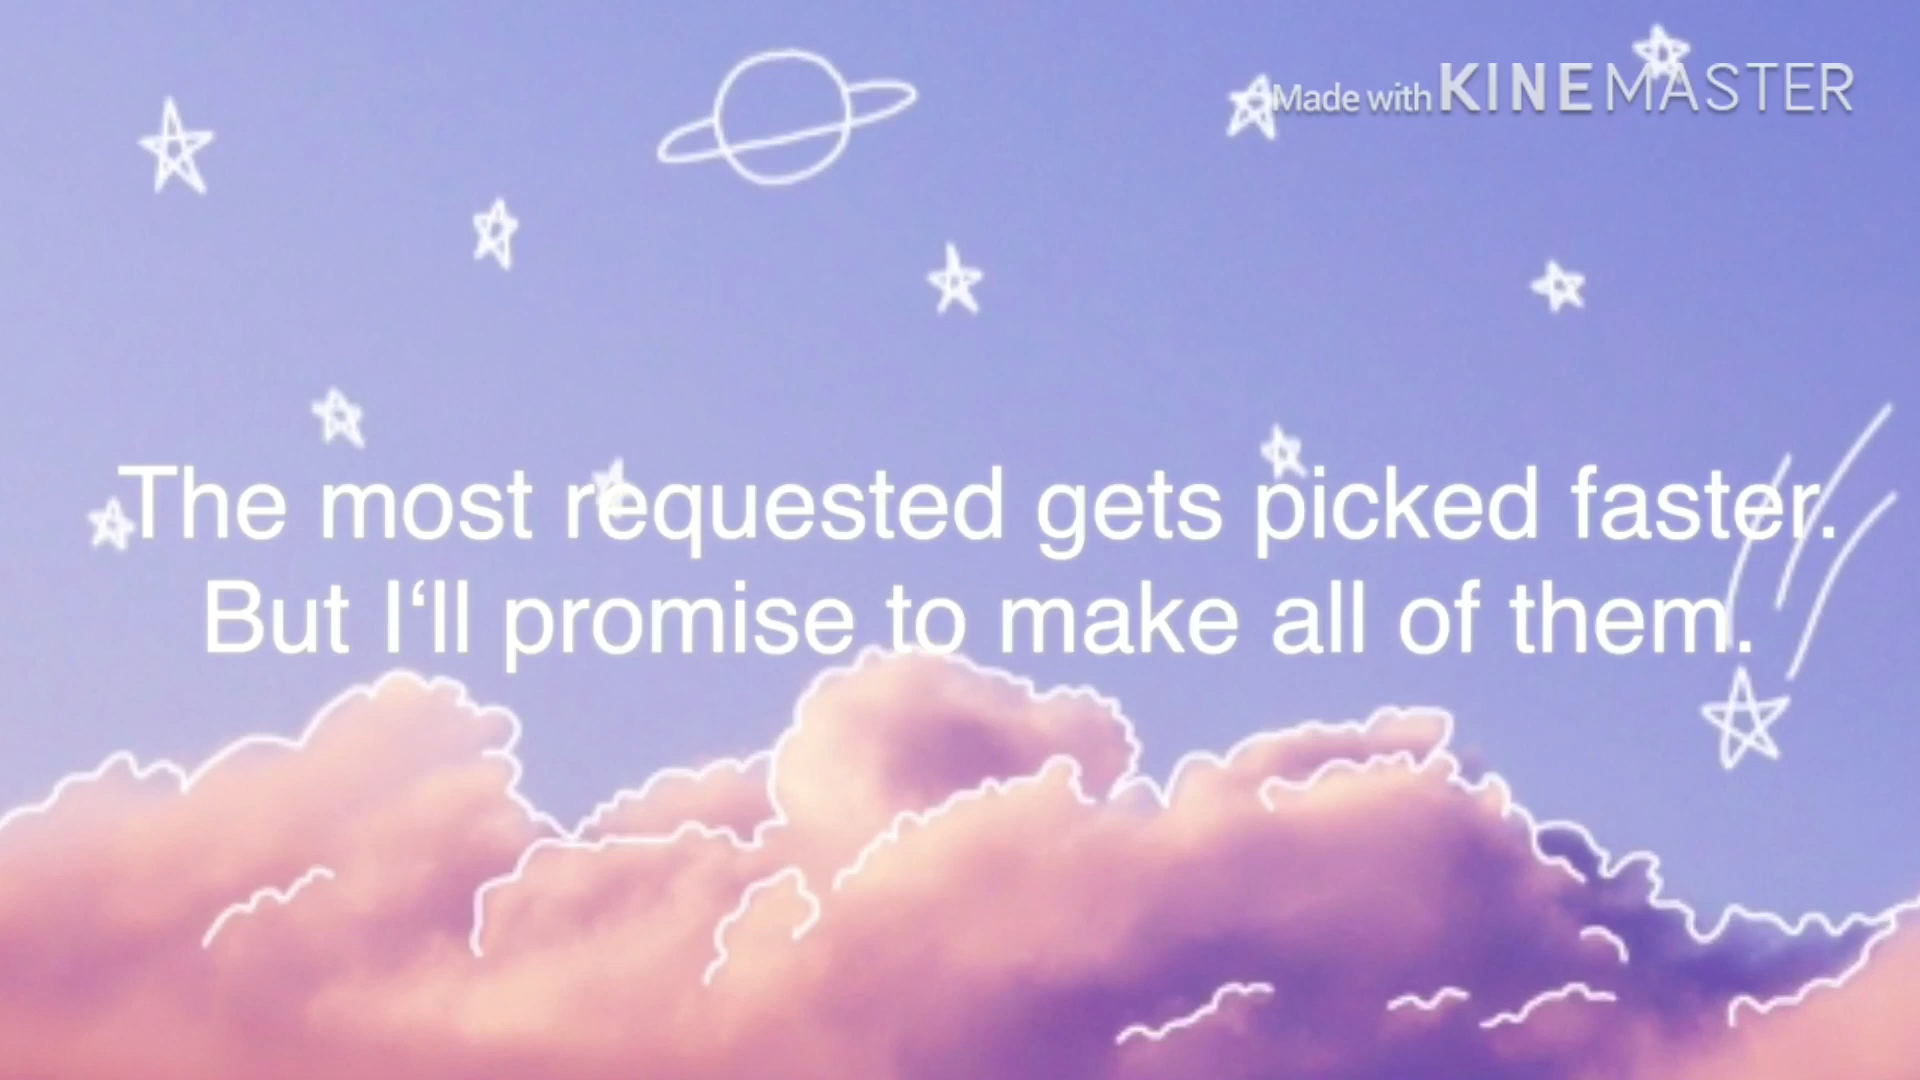 Made with KINEMASTER
The most requested gets picked faster.
But I‘ll promise to make all of them.